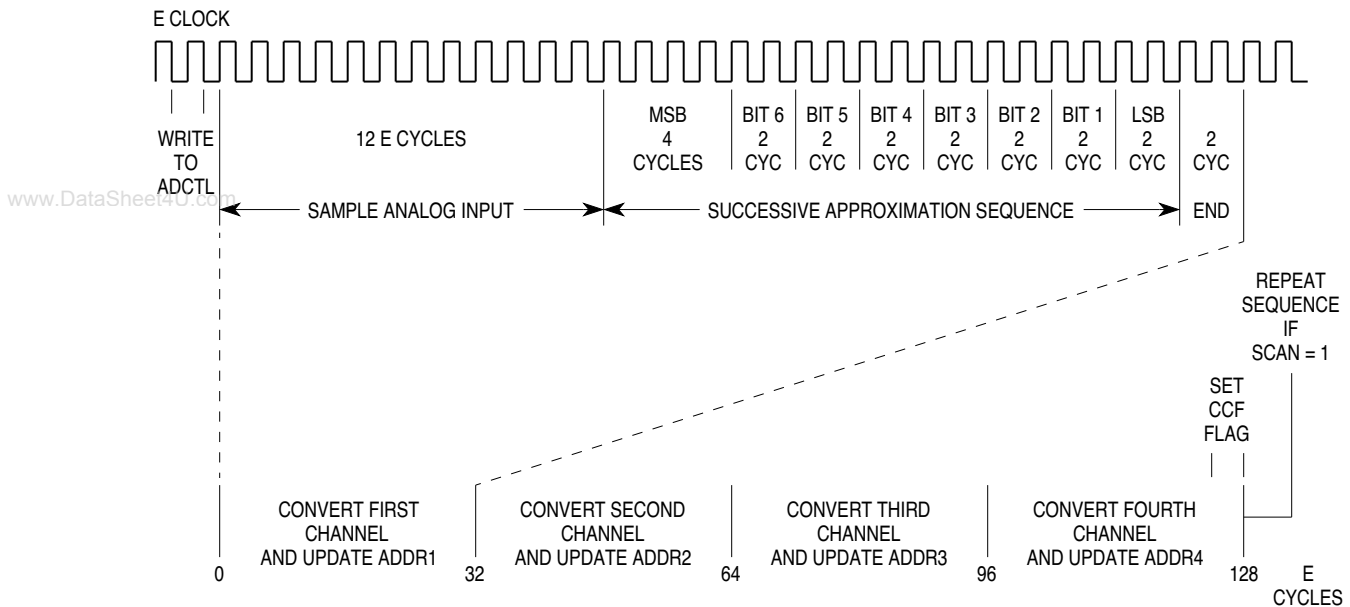 E CLOCK
WRITE
TO
ADCTL
12 E CYCLES
MSB
4
CYCLES
BIT 6
2
CYC
BIT 5
2
CYC
BIT 4
2
CYC
BIT 3
2
CYC
BIT 2
2
CYC
BIT 1
2
CYC
LSB
2
CYC
2
CYC
www.DataSheet4U.com
SAMPLE ANALOG INPUT
SUCCESSIVE APPROXIMATION SEQUENCE
END
REPEAT
SEQUENCE
IF
SCAN = 1
SET
CCF
FLAG
CONVERT FIRST
CHANNEL
AND UPDATE ADDR1
CONVERT SECOND
CHANNEL
AND UPDATE ADDR2
CONVERT THIRD
CHANNEL
AND UPDATE ADDR3
CONVERT FOURTH
CHANNEL
AND UPDATE ADDR4
0
32
64
96
128
E
CYCLES